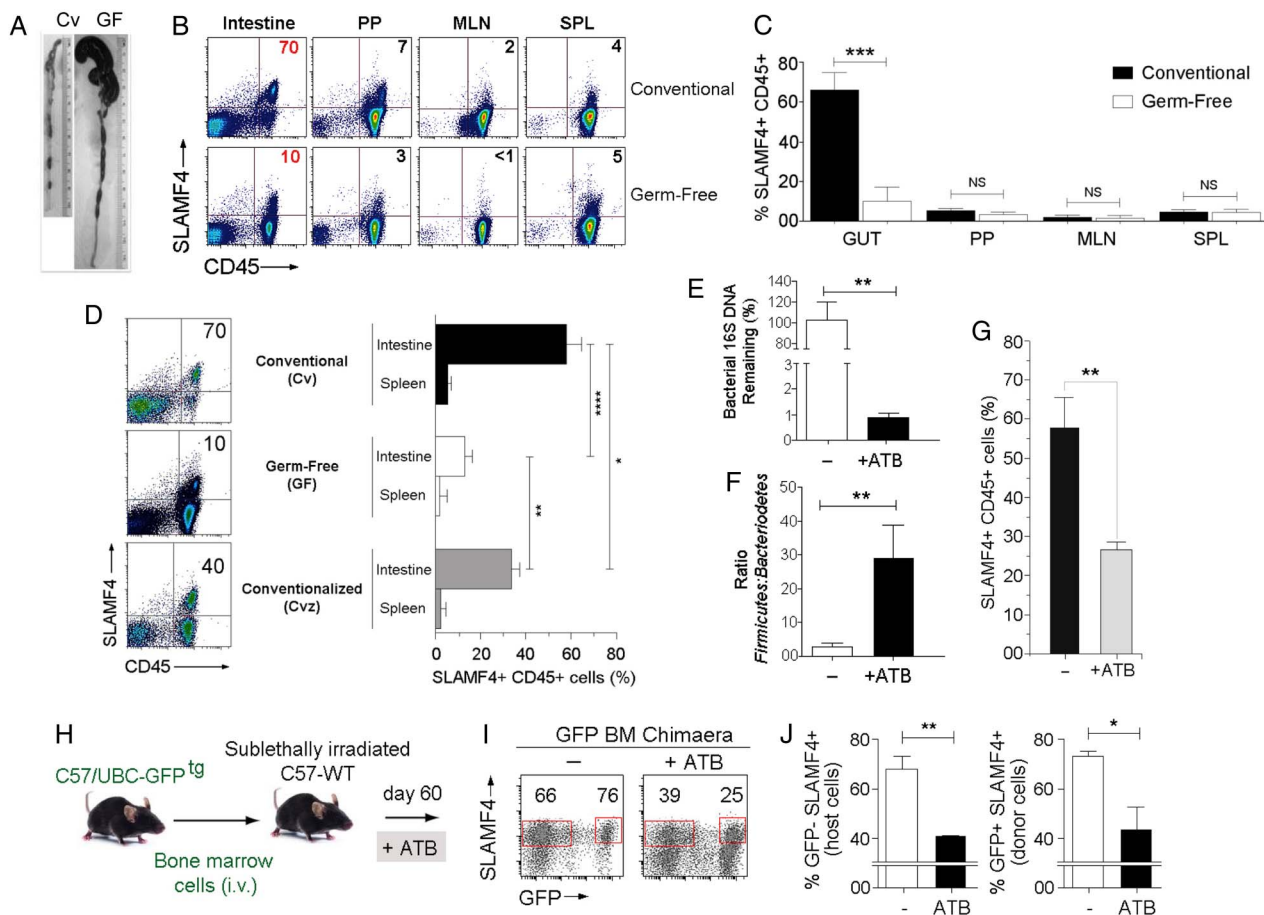 A
Cv GF
B
Intestine PP MLN SPL
70 7 2 4
Conventional
10 3 <1 5
Germ-Free
SLAMF4
CD45
C
% SLAMF4+ CD45+
80
60
40
20
00
***
NS
NS
NS
Conventional
Germ-Free
GUT PP MLN SPL
D
70
10
40
SLAMF4
CD45
Conventional
(Cv)
Germ-Free
(GF)
Conventionalized
(Cvz)
Intestine
Spleen
Intestine
Spleen
Intestine
Spleen
****
**
*
0 20 40 60 80
SLAMF4+ CD45+ cells (%)
E
Bacterial 16S DNA
Remaining (%)
140
120
100
80
3
2
1
0
**
– +ATB
F
Ratio
Firmicutes:Bacteriodetes
50
40
30
20
10
00
**
– +ATB
G
SLAMF4+ CD45+ cells (%)
80
70
60
50
40
30
20
10
00
**
– +ATB
H
C57/UBC-GFPtg
Sublethally irradiated
C57-WT
day 60
+ ATB
Bone marrow
cells (i.v.)
I
GFP BM Chimaera
– + ATB
66 76 39 25
SLAMF4
GFP
J
% GFP- SLAMF4+
(host cells)
80
60
40
00
**
- ATB
% GFP+ SLAMF4+
(donor cells)
80
60
40
00
*
- ATB